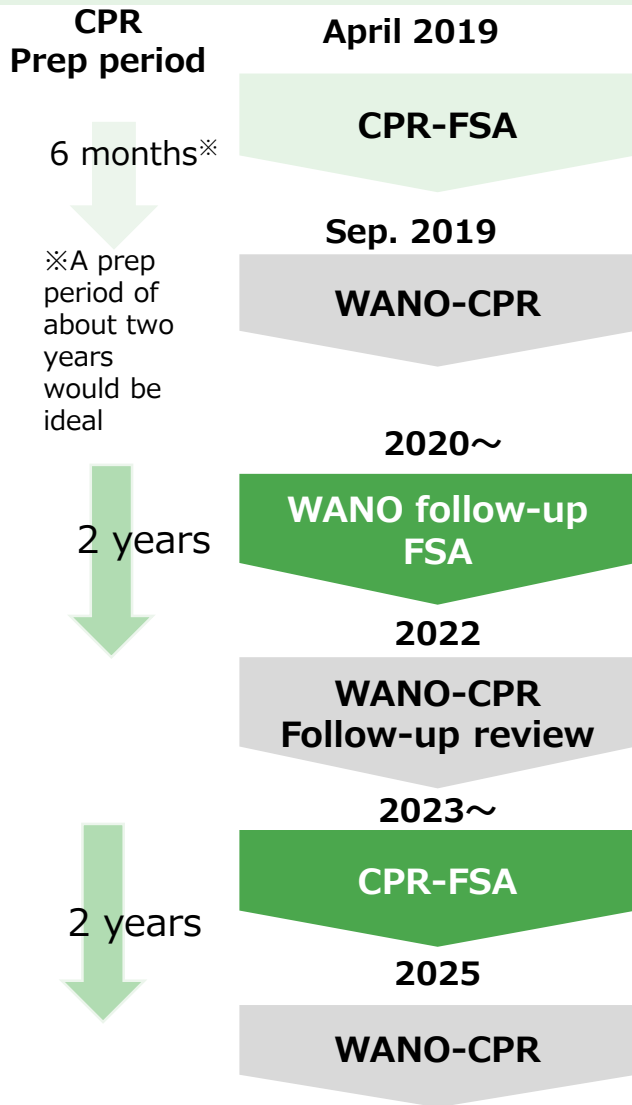 CPR
Prep period
April 2019
CPR-FSA
6 months※
Sep. 2019
※A prep
period of
about two
years
would be
ideal
WANO-CPR
2020～
WANO follow-up
FSA
2 years
2022
WANO-CPR
Follow-up review
2023～
CPR-FSA
2 years
2025
WANO-CPR